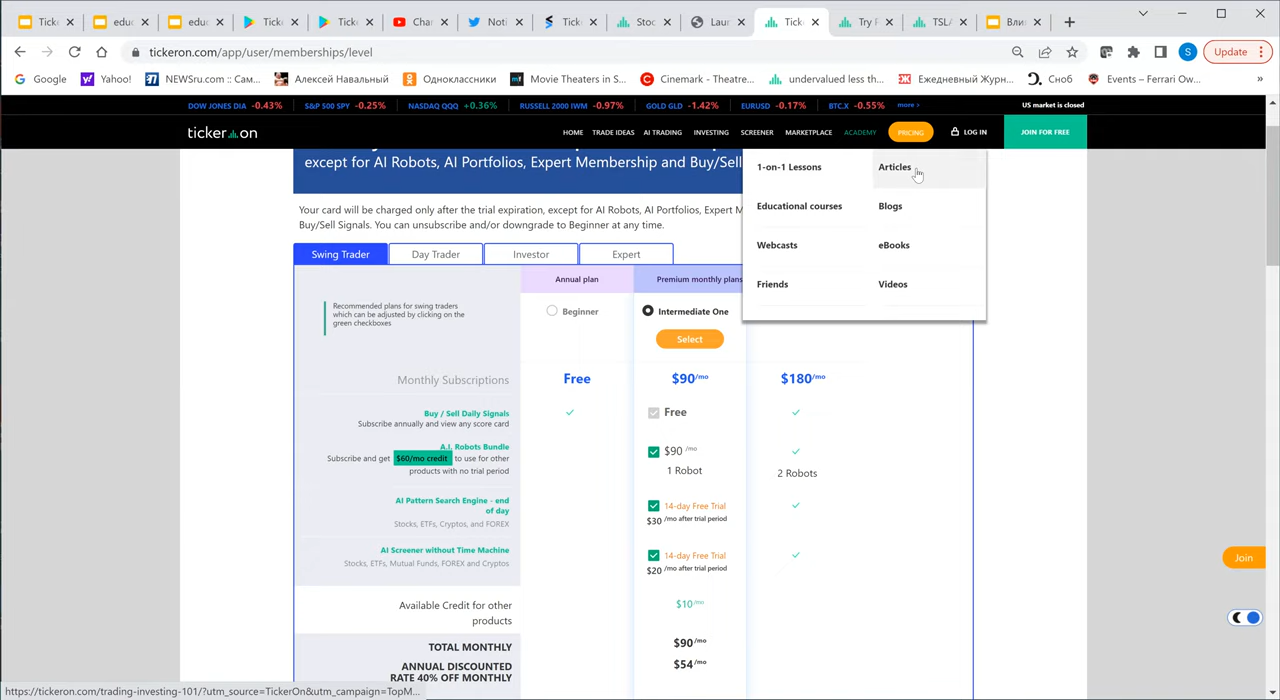 Ticke
educ
educ
Ticke
Ticke
Cha
Noti
Ticke
Stoc
Laun
Ticke
Try F
TSLA
Вли
tickeron.com/app/user/memberships/level
S
Update
Google
Yahoo!
NEWSru.com :: Сам...
Алексей Навальный
Одноклассники
Movie Theaters in S...
Cinemark - Theatre...
undervalued less th...
Ежедневный Журн...
Сноб
Events – Ferrari Ow...
»
DOW JONES DIA -0.43%
S&P 500 SPY -0.25%
NASDAQ QQQ +0.36%
RUSSELL 2000 IWM -0.97%
GOLD GLD -1.42%
EURUSD -0.17%
BTC.X -0.55%
more >
US market is closed
tickeron
HOME
TRADE IDEAS
AI TRADING
INVESTING
SCREENER
MARKETPLACE
ACADEMY
PRICING
LOG IN
JOIN FOR FREE
except for AI Robots, AI Portfolios, Expert Membership and Buy/Sell
1-on-1 Lessons
Articles
Educational courses
Blogs
Webcasts
eBooks
Friends
Videos
Your card will be charged only after the trial expiration, except for AI Robots, AI Portfolios, Expert M
Buy/Sell Signals. You can unsubscribe and/or downgrade to Beginner at any time.
Swing Trader
Day Trader
Investor
Expert
Annual plan
Premium monthly plans
Recommended plans for swing traders
which can be adjusted by clicking on the
green checkboxes
Beginner
Intermediate One
Select
Monthly Subscriptions
Free
$90/mo
$180/mo
Buy / Sell Daily Signals
Subscribe annually and view any score card
Free
A.I. Robots Bundle
Subscribe and get $60/mo credit to use for other
products with no trial period
$90 /mo
1 Robot
2 Robots
AI Pattern Search Engine - end
of day
Stocks, ETFs, Cryptos, and FOREX
14-day Free Trial
$30 /mo after trial period
AI Screener without Time Machine
Stocks, ETFs, Mutual Funds, FOREX and Cryptos
14-day Free Trial
$20 /mo after trial period
Join
Available Credit for other
products
$10/mo
TOTAL MONTHLY
$90/mo
ANNUAL DISCOUNTED
RATE 40% OFF MONTHLY
$54/mo
https://tickeron.com/trading-investing-101/?utm_source=TickerOn&utm_campaign=TopM...